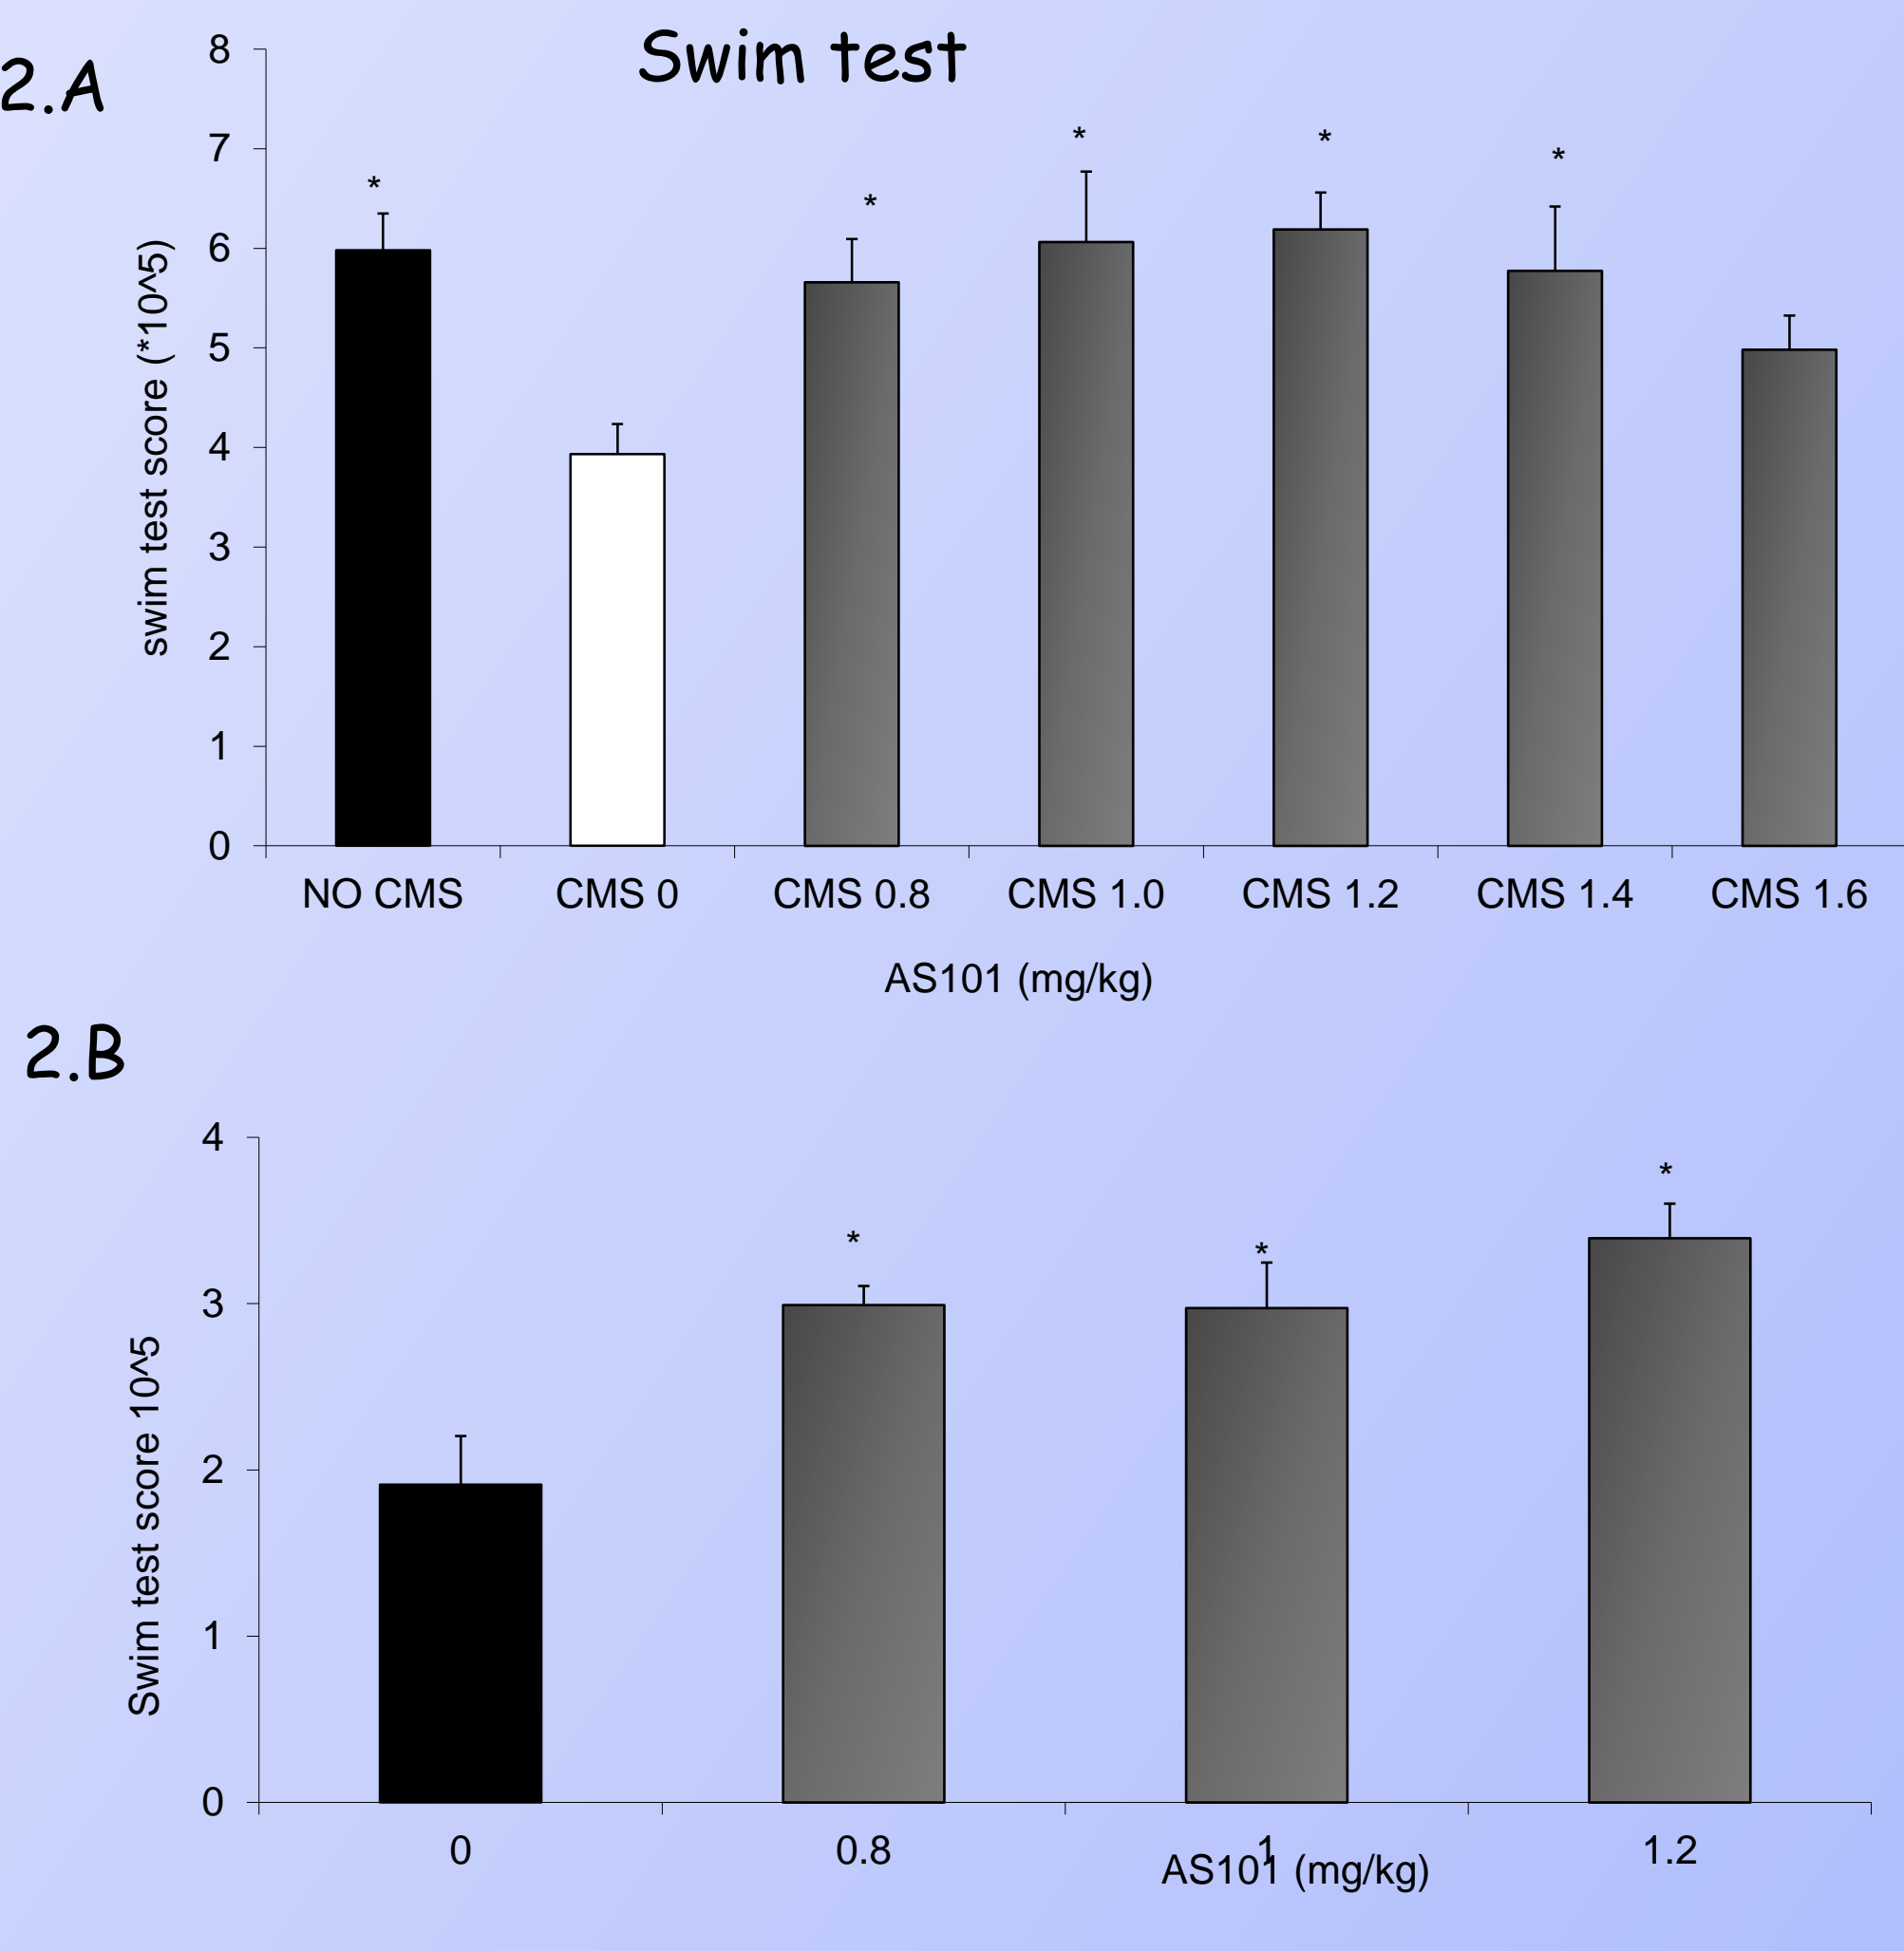 Swim test
2.A
8
7
6
5
4
3
2
1
0
swim test score (*10^5)
*
*
*
*
*
NO CMS
CMS 0
CMS 0.8
CMS 1.0
CMS 1.2
CMS 1.4
CMS 1.6
AS101 (mg/kg)
2.B
4
3
2
1
0
Swim test score 10^5
*
*
*
0
0.8
1
1.2
AS101 (mg/kg)